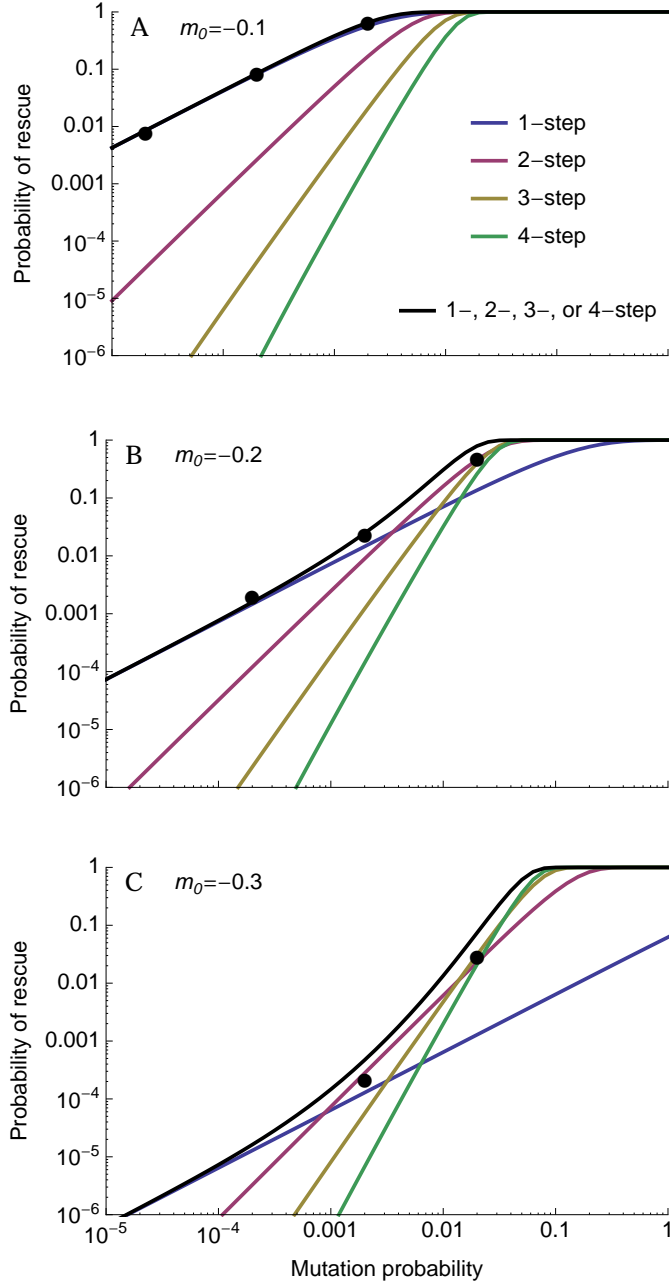 A m₀=−0.1
1
0.1
0.01
0.001
10⁻⁴
10⁻⁵
10⁻⁶
Probability of rescue
1−step
2−step
3−step
4−step
1−, 2−, 3−, or 4−step
B m₀=−0.2
1
0.1
0.01
0.001
10⁻⁴
10⁻⁵
10⁻⁶
Probability of rescue
C m₀=−0.3
1
0.1
0.01
0.001
10⁻⁴
10⁻⁵
10⁻⁶
Probability of rescue
10⁻⁵ 10⁻⁴ 0.001 0.01 0.1 1
Mutation probability